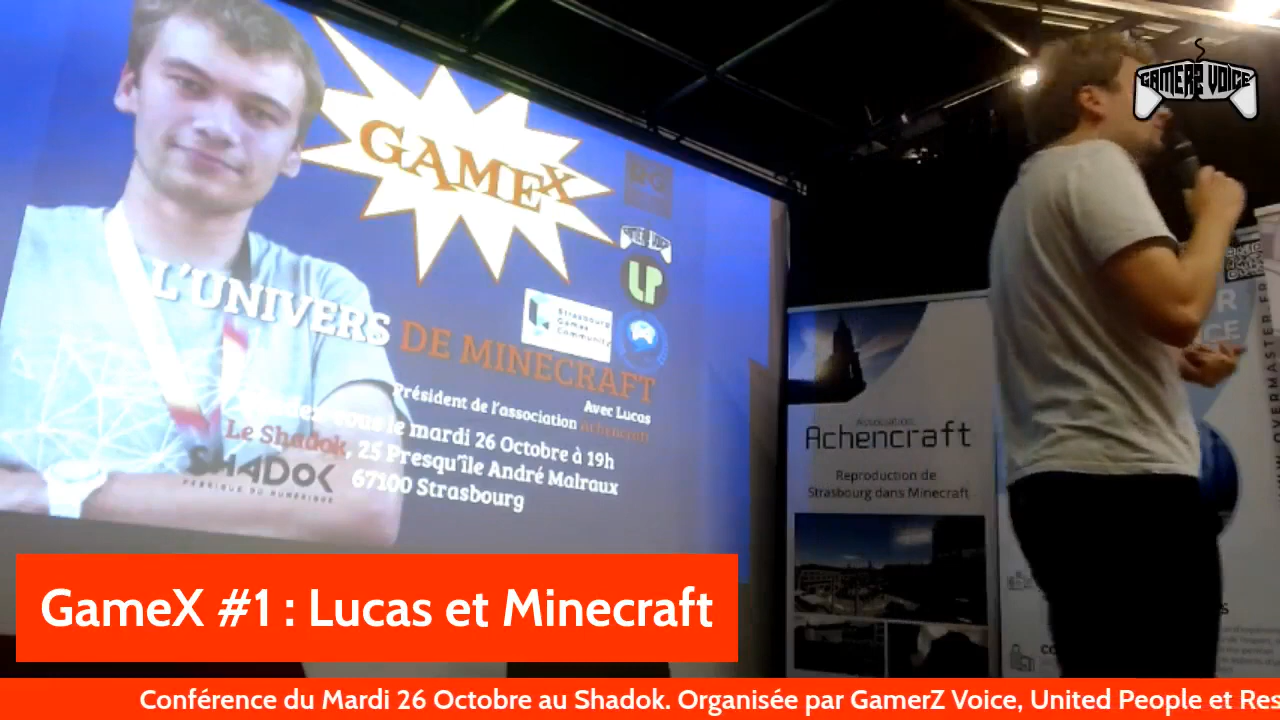 GAMERZ VOICE
GAMEX
L'UNIVERS DE MINECRAFT
Strasbourg
Games
Community
LP
Avec Lucas
Président de l'association Achencraft
Rendez-vous le mardi 26 Octobre à 19h
Le Shadok, 25 Presqu'île André Malraux
67100 Strasbourg
SHADOK
FABRIQUE DU NUMÉRIQUE
Association
Achencraft
Reproduction de
Strasbourg dans Minecraft
GameX #1 : Lucas et Minecraft
Conférence du Mardi 26 Octobre au Shadok. Organisée par GamerZ Voice, United People et Res